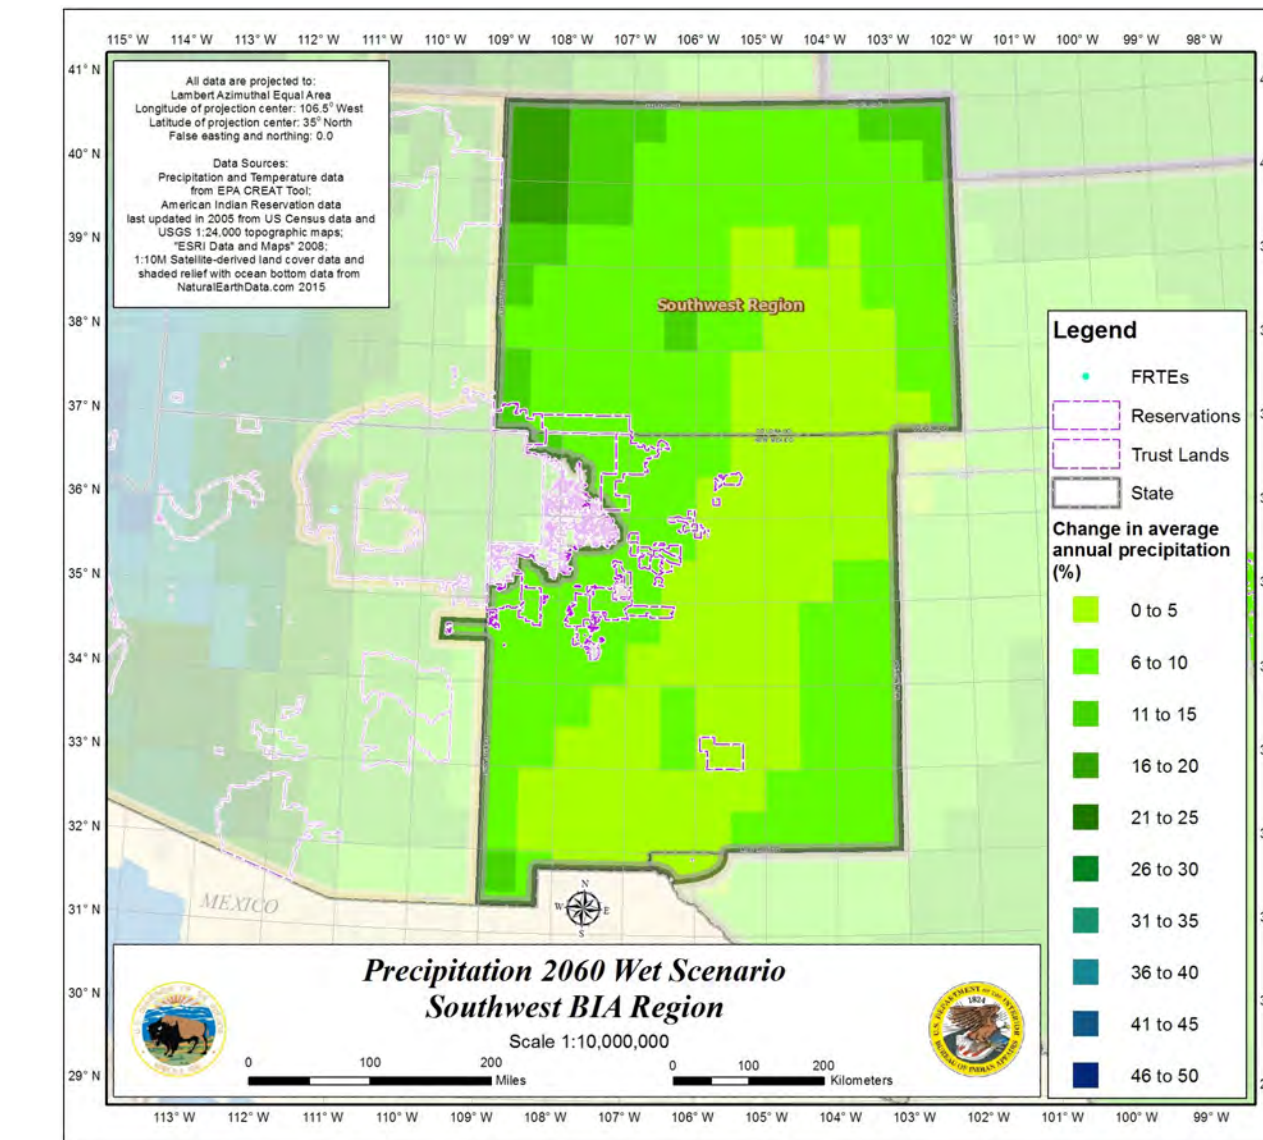 115° W 114° W 113° W 112° W 111° W 110° W 109° W 108° W 107° W 106° W 105° W 104° W 103° W 102° W 101° W 100° W 99° W 98° W
41° N
40° N
39° N
38° N
37° N
36° N
35° N
34° N
33° N
32° N
31° N
30° N
29° N
All data are projected to:
Lambert Azimuthal Equal Area
Longitude of projection center: 106.5° West
Latitude of projection center: 35° North
False easting and northing: 0.0
Data Sources:
Precipitation and Temperature data
from EPA CREAT Tool;
American Indian Reservation data
last updated in 2005 from US Census data and
USGS 1:24,000 topographic maps;
"ESRI Data and Maps" 2008;
1:10M Satellite-derived land cover data and
shaded relief with ocean bottom data from
NaturalEarthData.com 2015
Southwest Region
MEXICO
N
W E
S
Legend
FRTEs
Reservations
Trust Lands
State
Change in average
annual precipitation
(%)
0 to 5
6 to 10
11 to 15
16 to 20
21 to 25
26 to 30
31 to 35
36 to 40
41 to 45
46 to 50
Precipitation 2060 Wet Scenario
Southwest BIA Region
Scale 1:10,000,000
0 100 200
Miles
0 100 200
Kilometers
U.S. DEPARTMENT OF THE INTERIOR
1824
BUREAU OF INDIAN AFFAIRS
113° W 112° W 111° W 110° W 109° W 108° W 107° W 106° W 105° W 104° W 103° W 102° W 101° W 100° W 99° W